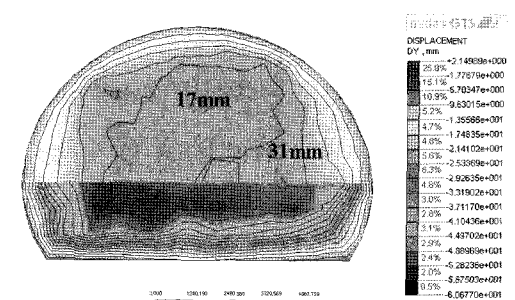 17mm
31mm
DISPLACEMENT
DY , mm
+2.14989e+000
25.8%
-1.77679e+000
15.1%
-5.70347e+000
10.9%
-9.63015e+000
5.2%
-1.35568e+001
4.7%
-1.74835e+001
4.6%
-2.14102e+001
5.6%
-2.53369e+001
6.3%
-2.92635e+001
4.8%
-3.31902e+001
3.0%
-3.71170e+001
2.8%
-4.10436e+001
3.1%
-4.49702e+001
2.9%
-4.88969e+001
2.4%
-5.28236e+001
2.0%
-5.67503e+001
0.5%
-6.06770e+001